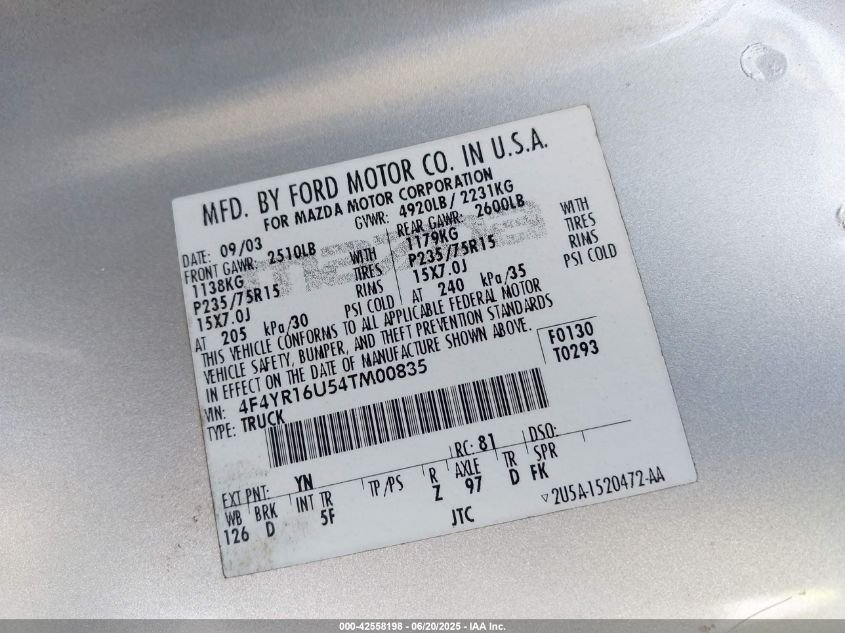 MFD. BY FORD MOTOR CO. IN U.S.A.
FOR MAZDA MOTOR CORPORATION
DATE: 09/03 GVWR: 4920LB/ 2231KG
FRONT GAWR: 2510LB REAR GAWR: 2600LB
1138KG WITH 1179KG WITH
P235/75R15 TIRES P235/75R15 TIRES
15X7.0J RIMS 15X7.0J RIMS
AT 205 kPa/30 PSI COLD AT 240 kPa/35 PSI COLD
THIS VEHICLE CONFORMS TO ALL APPLICABLE FEDERAL MOTOR
VEHICLE SAFETY, BUMPER, AND THEFT PREVENTION STANDARDS
IN EFFECT ON THE DATE OF MANUFACTURE SHOWN ABOVE.
F0130
VIN: 4F4YR16U54TM00835 T0293
TYPE: TRUCK
EXT PNT: YN RC: 81 DSO:
WB BRK INT TR TP/PS R AXLE TR SPR
126 D 5F Z 97 D FK
JTC ▽2U5A-1520472-AA
mazda
000-42558198 - 06/20/2025 - IAA Inc.